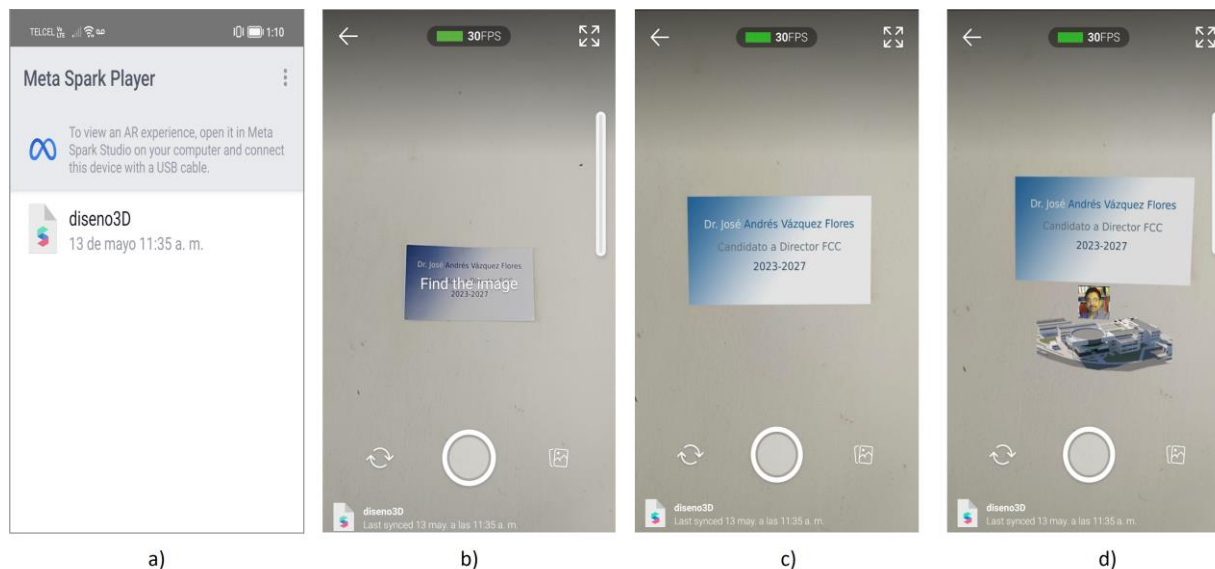 TELCEL
1:10
Meta Spark Player
To view an AR experience, open it in Meta
Spark Studio on your computer and connect
this device with a USB cable.
diseno3D
13 de mayo 11:35 a. m.
a)
30FPS
Dr. José Andrés Vázquez Flores
Candidato a Director FCC
Find the image
2023-2027
diseno3D
Last synced 13 may. a las 11:35 a. m.
b)
30FPS
Dr. José Andrés Vázquez Flores
Candidato a Director FCC
2023-2027
diseno3D
Last synced 13 may. a las 11:35 a. m.
c)
30FPS
Dr. José Andrés Vázquez Flores
Candidato a Director FCC
2023-2027
diseno3D
Last synced 13 may. a las 11:35 a. m.
d)